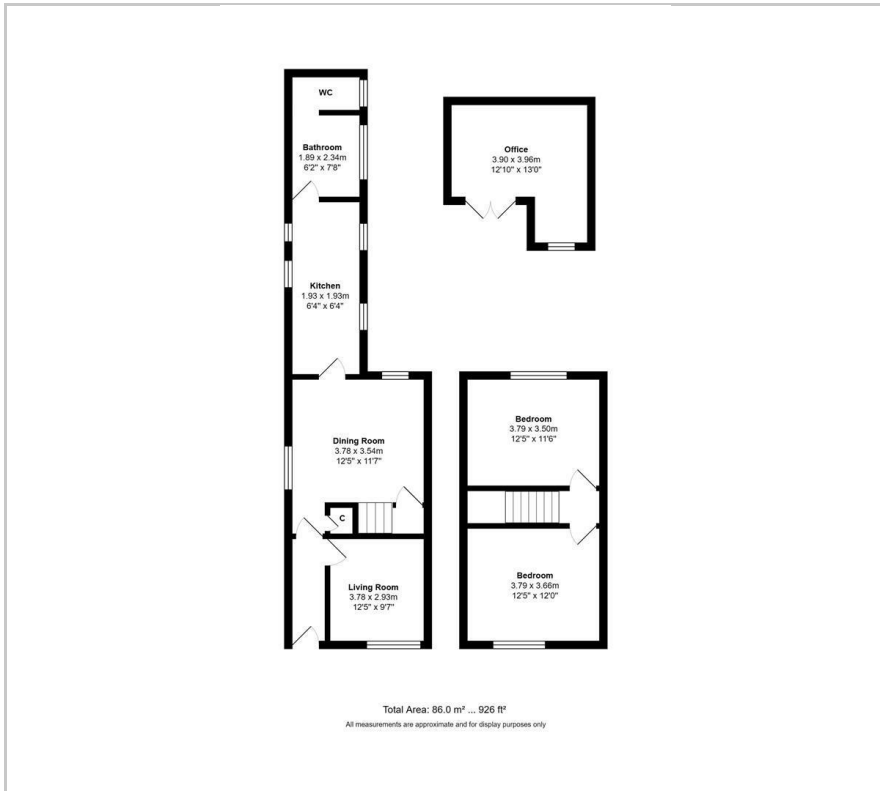 WC
Bathroom
1.89 x 2.34m
6'2" x 7'8"
Office
3.90 x 3.96m
12'10" x 13'0"
Kitchen
1.93 x 1.93m
6'4" x 6'4"
Dining Room
3.78 x 3.54m
12'5" x 11'7"
C
Living Room
3.78 x 2.93m
12'5" x 9'7"
Bedroom
3.79 x 3.50m
12'5" x 11'6"
Bedroom
3.79 x 3.66m
12'5" x 12'0"
Total Area: 86.0 m² ... 926 ft²
All measurements are approximate and for display purposes only